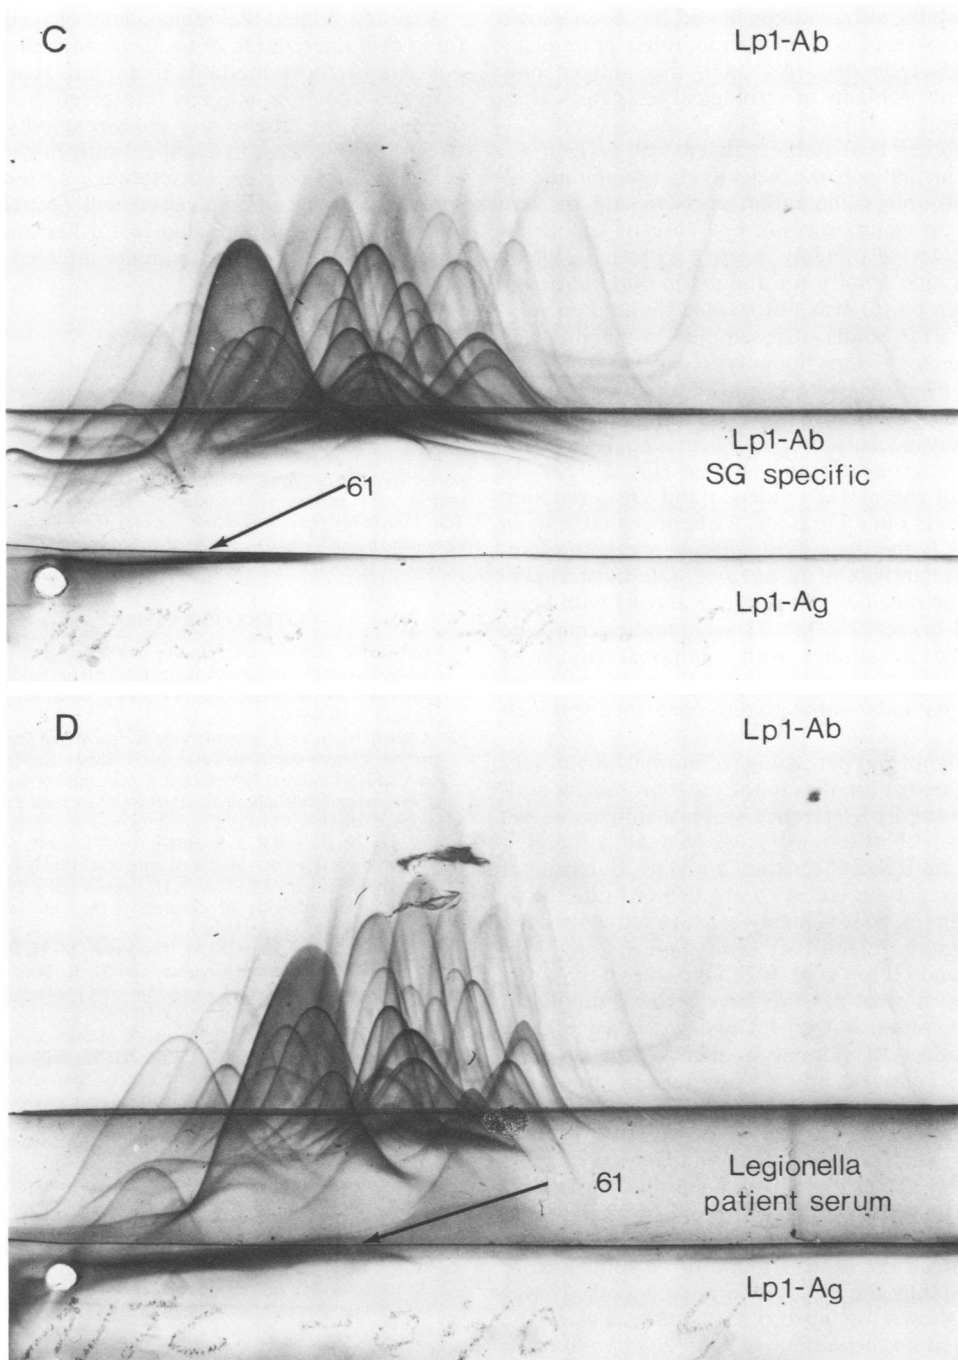 C
Lp1-Ab
Lp1-Ab
SG specific
61
Lp1-Ag
D
Lp1-Ab
61
Legionella
patient serum
Lp1-Ag